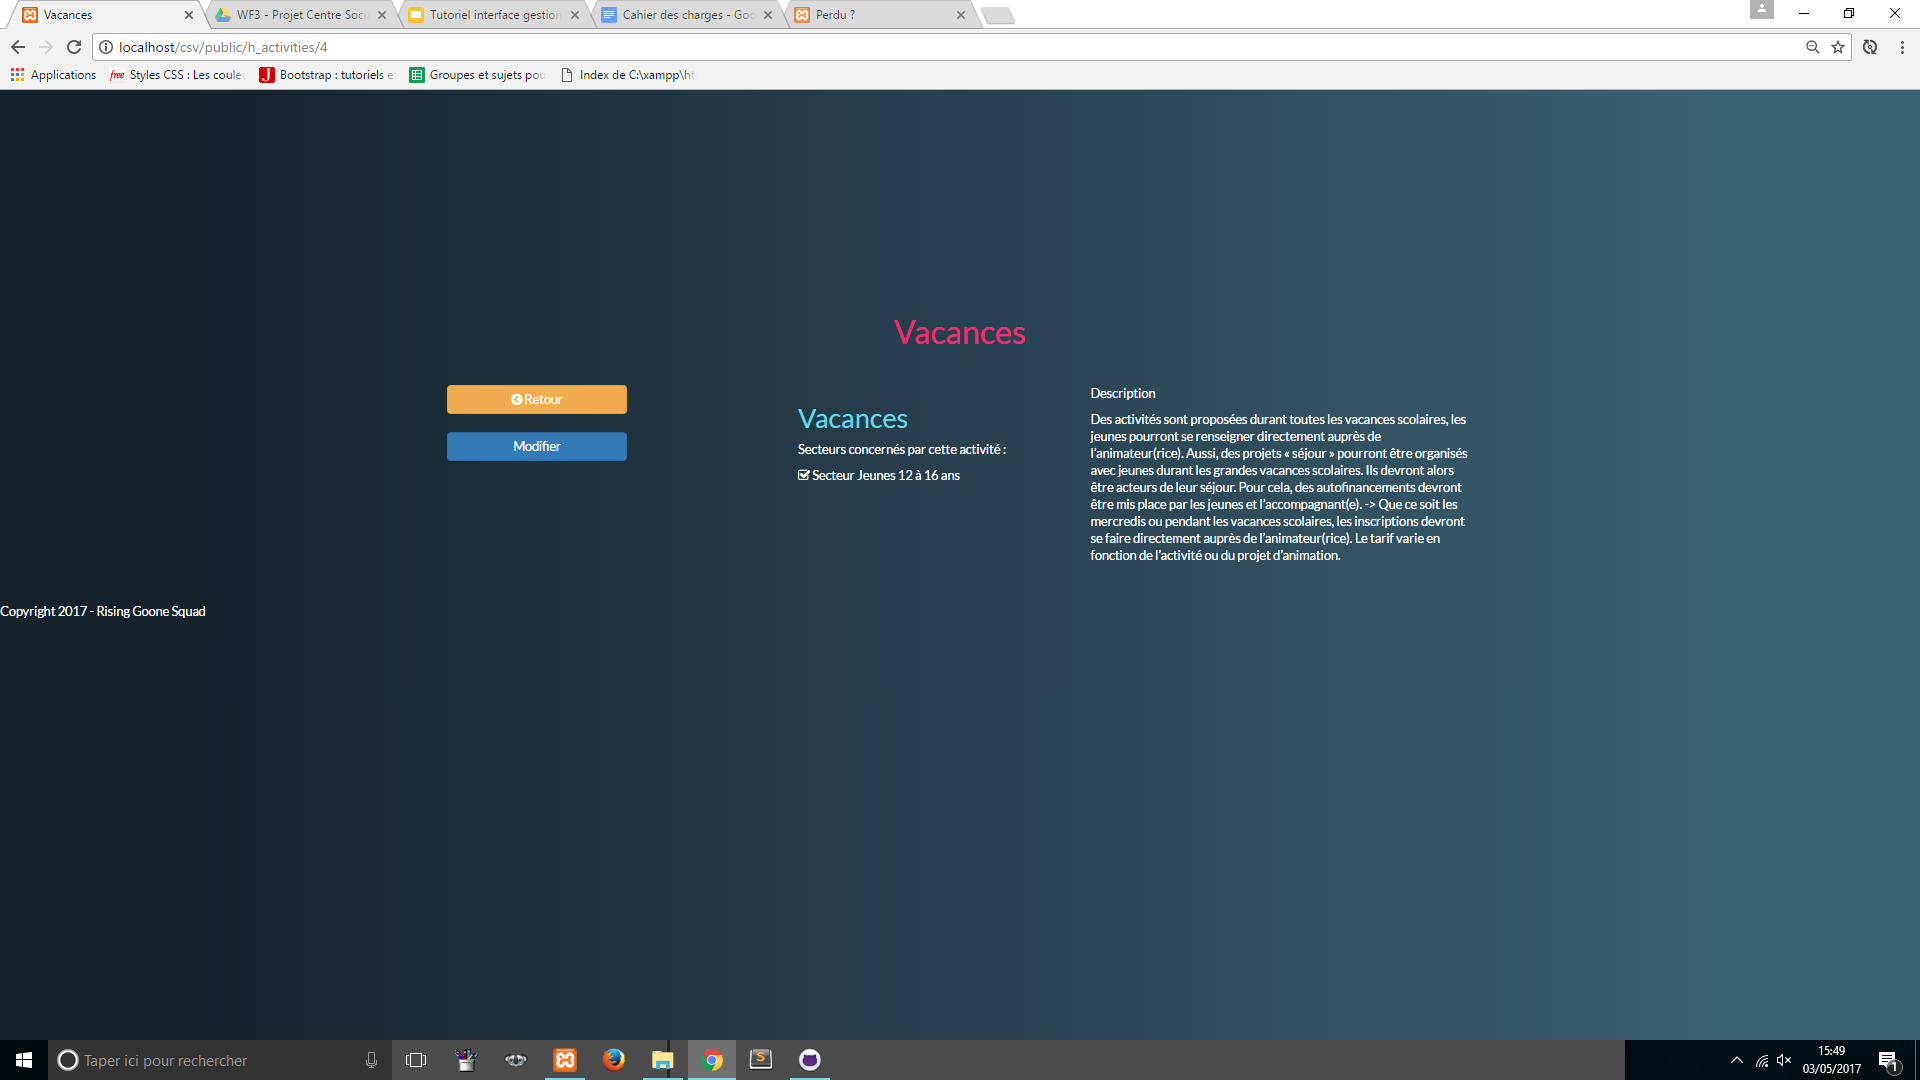 Vacances
WF3 - Projet Centre Soci
Tutoriel interface gestion
Cahier des charges - Goo
Perdu ?
localhost/csv/public/h_activities/4
Applications
free Styles CSS : Les coule
J Bootstrap : tutoriels e
Groupes et sujets pou
Index de C:\xampp\ht
Vacances
Retour
Modifier
Vacances
Secteurs concernés par cette activité :
Secteur Jeunes 12 à 16 ans
Description
Des activités sont proposées durant toutes les vacances scolaires, les
jeunes pourront se renseigner directement auprès de
l’animateur(rice). Aussi, des projets « séjour » pourront être organisés
avec jeunes durant les grandes vacances scolaires. Ils devront alors
être acteurs de leur séjour. Pour cela, des autofinancements devront
être mis place par les jeunes et l’accompagnant(e). -> Que ce soit les
mercredis ou pendant les vacances scolaires, les inscriptions devront
se faire directement auprès de l’animateur(rice). Le tarif varie en
fonction de l’activité ou du projet d’animation.
Copyright 2017 - Rising Goone Squad
Taper ici pour rechercher
S
15:49
03/05/2017
1